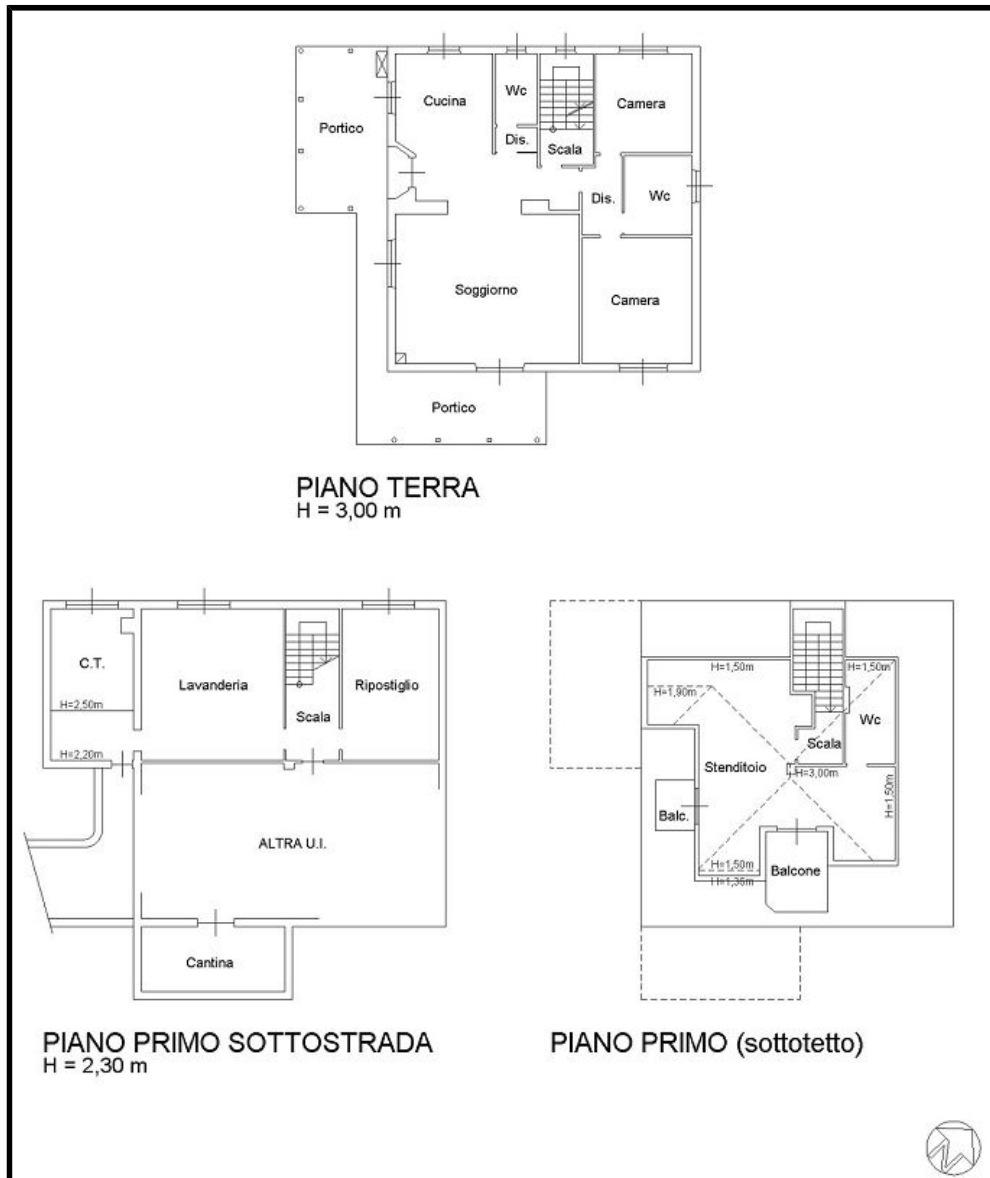 Cucina
Wc
Camera
Portico
Dis.
Scala
Dis.
Wc
Soggiorno
Camera
Portico
PIANO TERRA
H = 3,00 m
C.T.
Lavanderia
Ripostiglio
H=2,50m
Scala
H=2,20m
ALTRA U.I.
Cantina
PIANO PRIMO SOTTOSTRADA
H = 2,30 m
H=1,50m
H=1,50m
H=1,90m
Wc
Scala
Stenditoio
H=3,00m
H=1,50m
Balc.
H=1,50m
Balcone
H=1,35m
PIANO PRIMO (sottotetto)